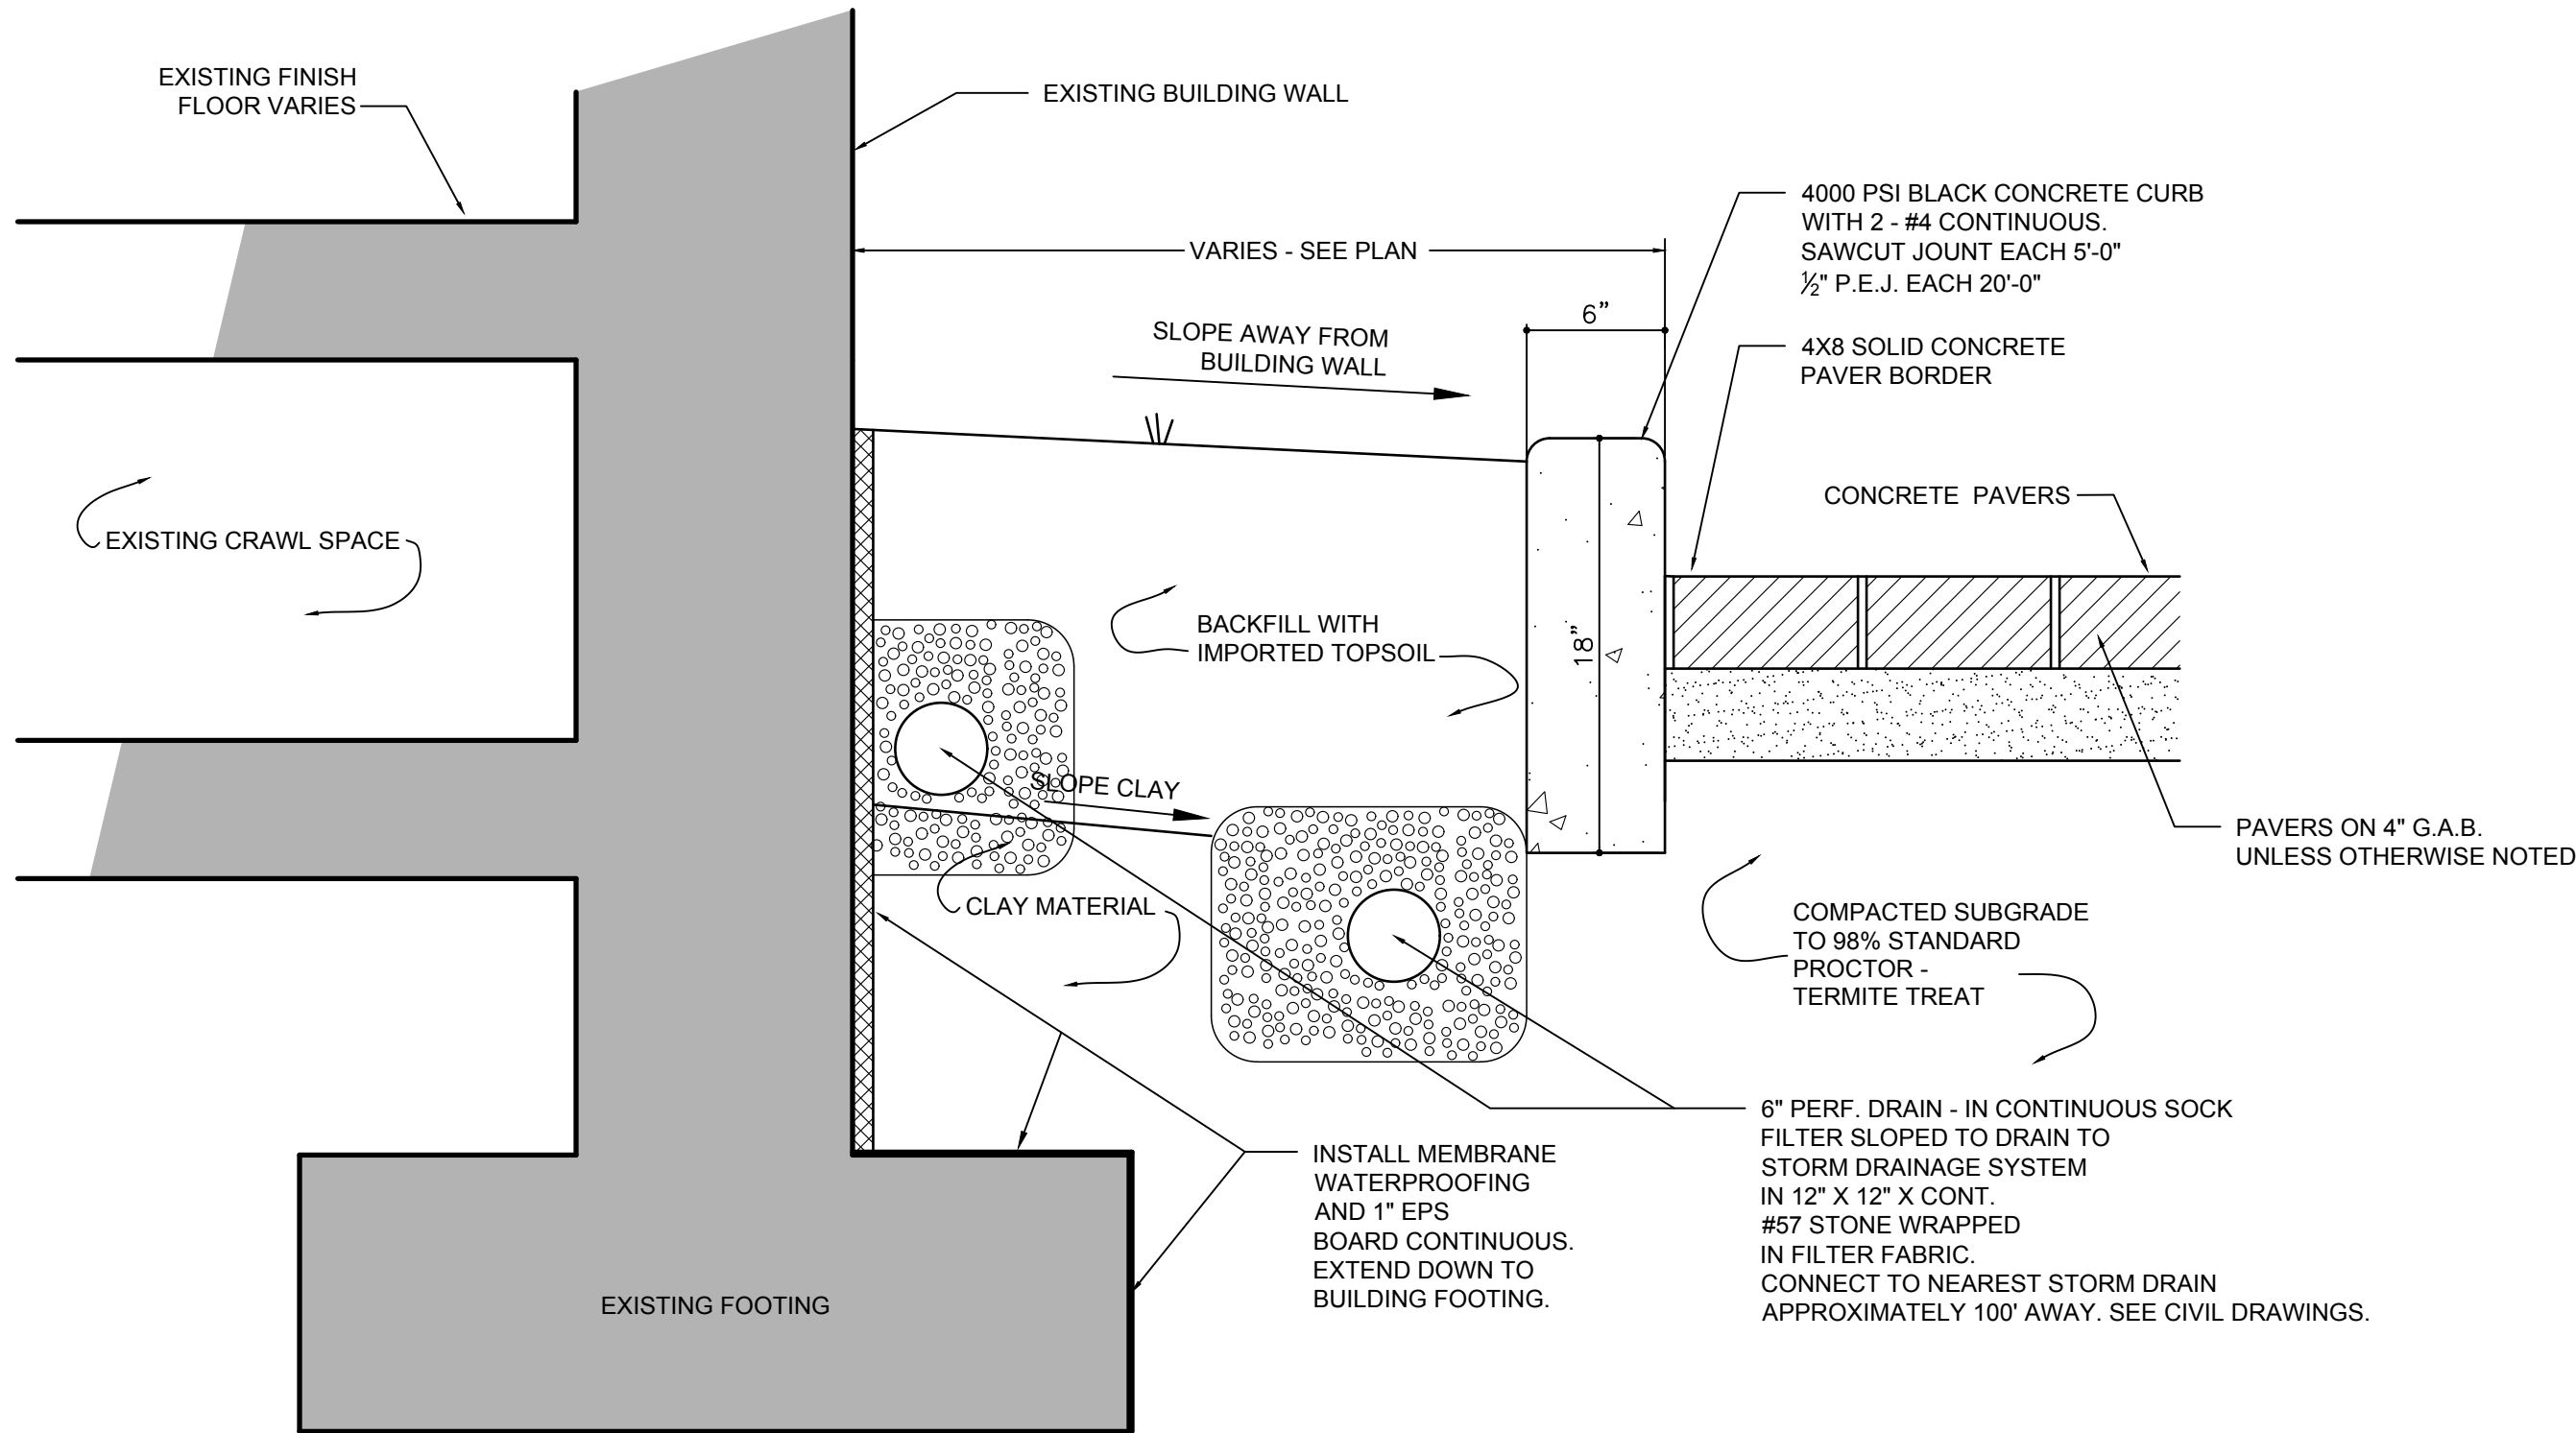 EXISTING FINISH
FLOOR VARIES
EXISTING BUILDING WALL
4000 PSI BLACK CONCRETE CURB
WITH 2 - #4 CONTINUOUS.
SAWCUT JOUNT EACH 5'-0"
½" P.E.J. EACH 20'-0"
VARIES - SEE PLAN
6"
SLOPE AWAY FROM
BUILDING WALL
4X8 SOLID CONCRETE
PAVER BORDER
CONCRETE PAVERS
EXISTING CRAWL SPACE
BACKFILL WITH
IMPORTED TOPSOIL
18"
SLOPE CLAY
PAVERS ON 4" G.A.B.
UNLESS OTHERWISE NOTED
CLAY MATERIAL
COMPACTED SUBGRADE
TO 98% STANDARD
PROCTOR -
TERMITE TREAT
INSTALL MEMBRANE
WATERPROOFING
AND 1" EPS
BOARD CONTINUOUS.
EXTEND DOWN TO
BUILDING FOOTING.
6" PERF. DRAIN - IN CONTINUOUS SOCK
FILTER SLOPED TO DRAIN TO
STORM DRAINAGE SYSTEM
IN 12" X 12" X CONT.
#57 STONE WRAPPED
IN FILTER FABRIC.
CONNECT TO NEAREST STORM DRAIN
APPROXIMATELY 100' AWAY. SEE CIVIL DRAWINGS.
EXISTING FOOTING